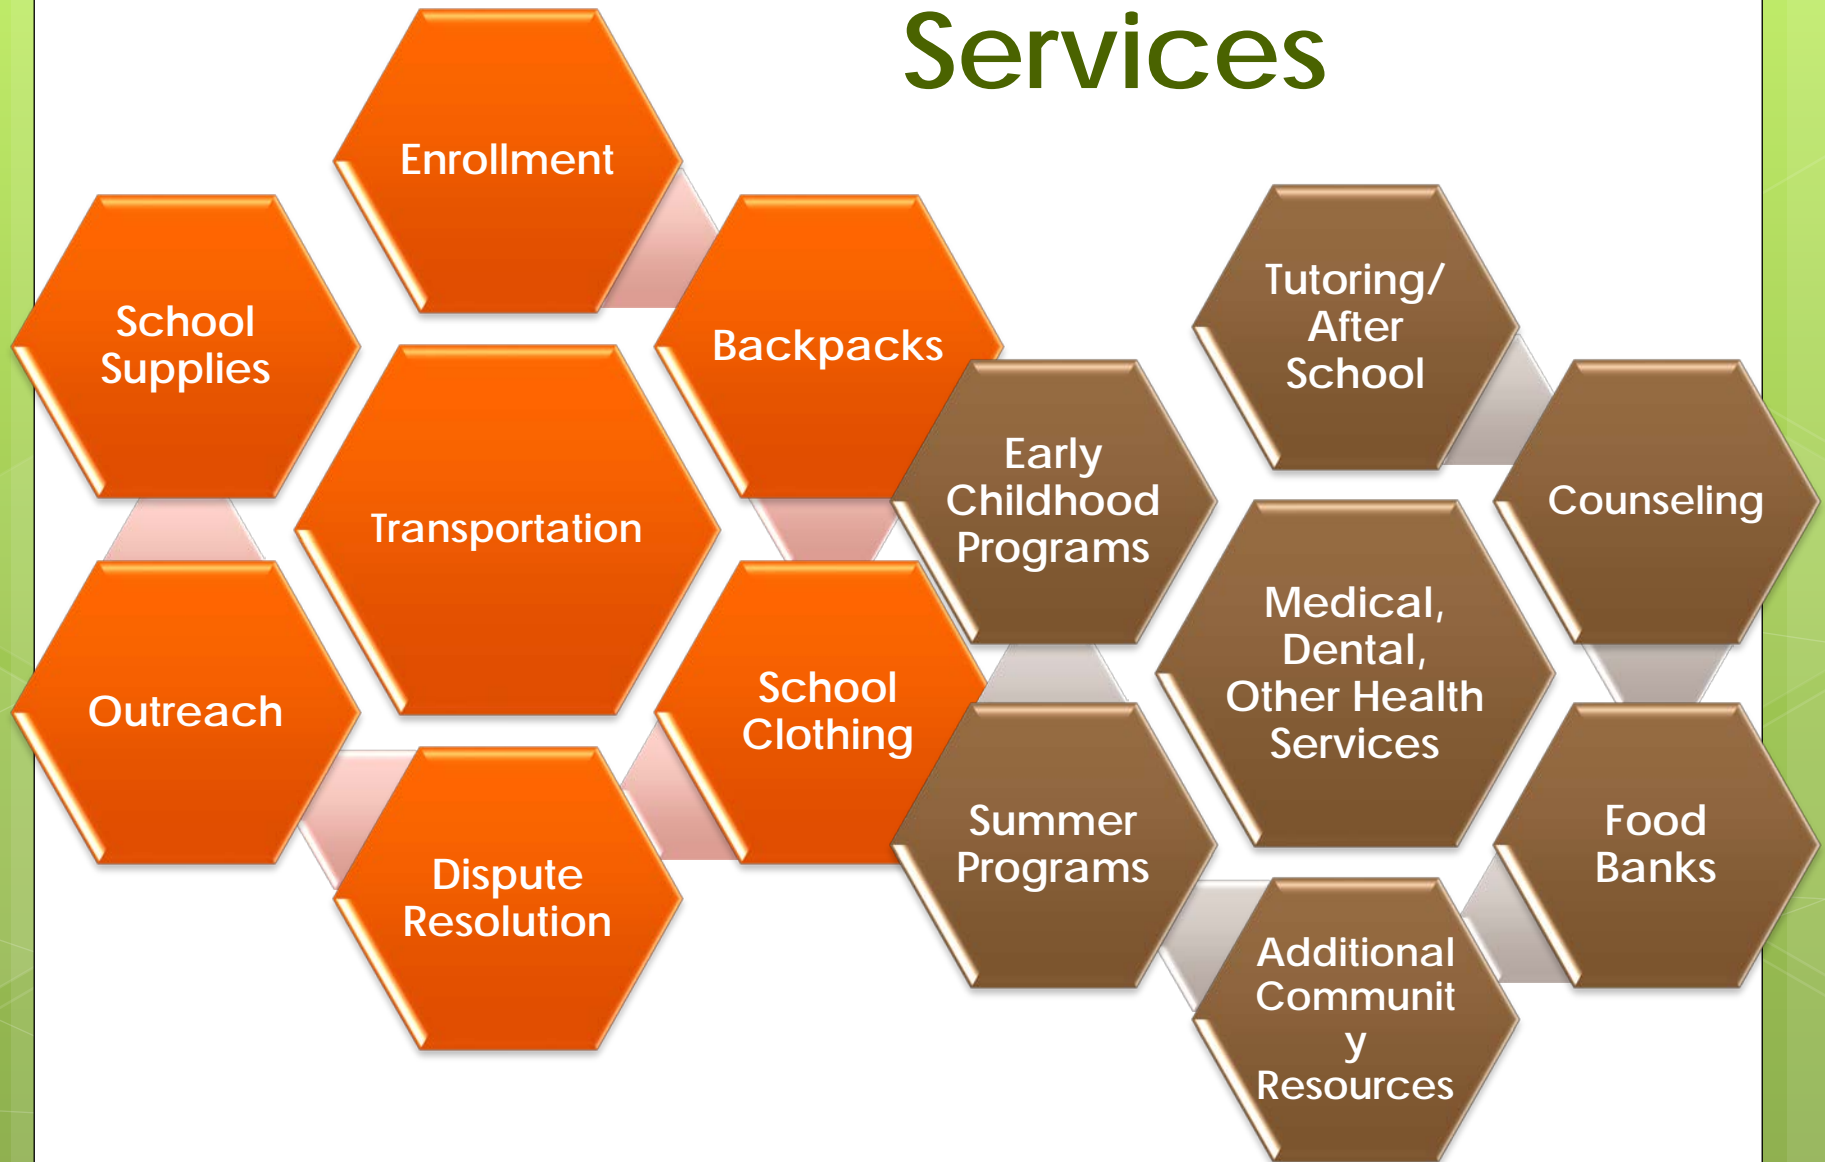 Services
Enrollment
School
Supplies
Backpacks
Transportation
Outreach
School
Clothing
Dispute
Resolution
Tutoring/
After
School
Early
Childhood
Programs
Counseling
Medical,
Dental,
Other Health
Services
Summer
Programs
Food
Banks
Additional
Communit
y
Resources